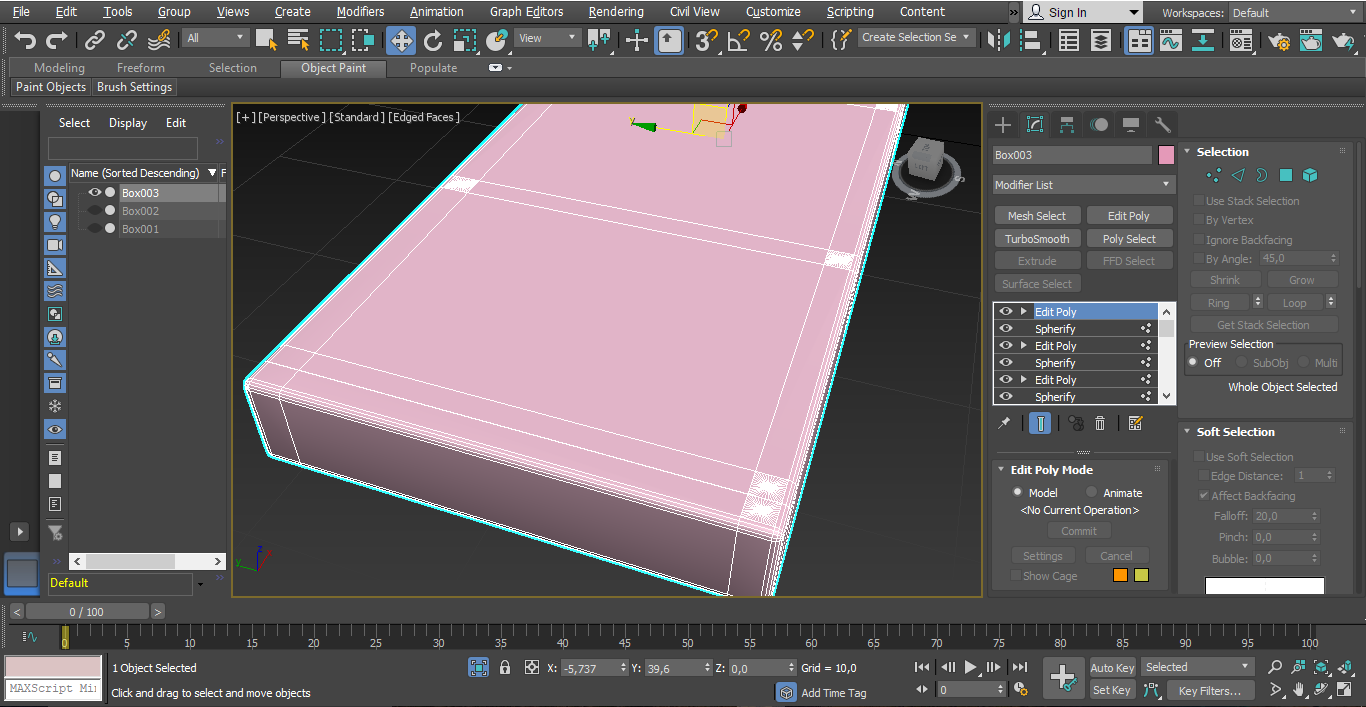 File Edit Tools Group Views Create Modifiers Animation Graph Editors Rendering Civil View Customize Scripting Content » Sign In Workspaces: Default
All View Create Selection Se
Modeling Freeform Selection Object Paint Populate
Paint Objects Brush Settings
Select Display Edit
Name (Sorted Descending) F
Box003
Box002
Box001
Default
[+] [Perspective] [Standard] [Edged Faces]
Box003
Modifier List
Mesh Select Edit Poly
TurboSmooth Poly Select
Extrude FFD Select
Surface Select
Edit Poly
Spherify
Edit Poly
Spherify
Edit Poly
Spherify
Edit Poly Mode
Model Animate
<No Current Operation>
Commit
Settings Cancel
Show Cage
Selection
Use Stack Selection
By Vertex
Ignore Backfacing
By Angle: 45,0
Shrink Grow
Ring Loop
Get Stack Selection
Preview Selection
Off SubObj Multi
Whole Object Selected
Soft Selection
Use Soft Selection
Edge Distance: 1
Affect Backfacing
Falloff: 20,0
Pinch: 0,0
Bubble: 0,0
< 0 / 100 >
0 5 10 15 20 25 30 35 40 45 50 55 60 65 70 75 80 85 90 95 100
1 Object Selected X: -5,737 Y: 39,6 Z: 0,0 Grid = 10,0 Auto Key Selected
MAXScript Mi Click and drag to select and move objects Add Time Tag 0 Set Key Key Filters...